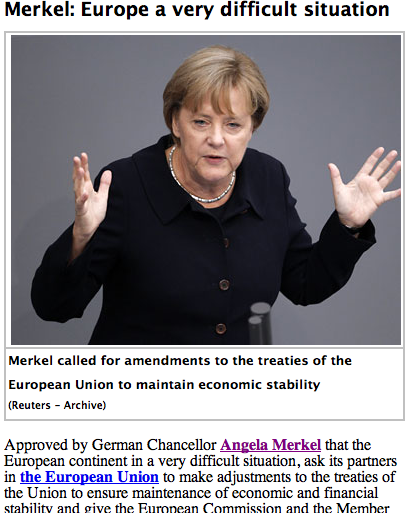 Merkel: Europe a very difficult situation
Merkel called for amendments to the treaties of the
European Union to maintain economic stability
(Reuters - Archive)
Approved by German Chancellor Angela Merkel that the
European continent in a very difficult situation, ask its partners
in the European Union to make adjustments to the treaties of
the Union to ensure maintenance of economic and financial
stability and give the European Commission and the Member